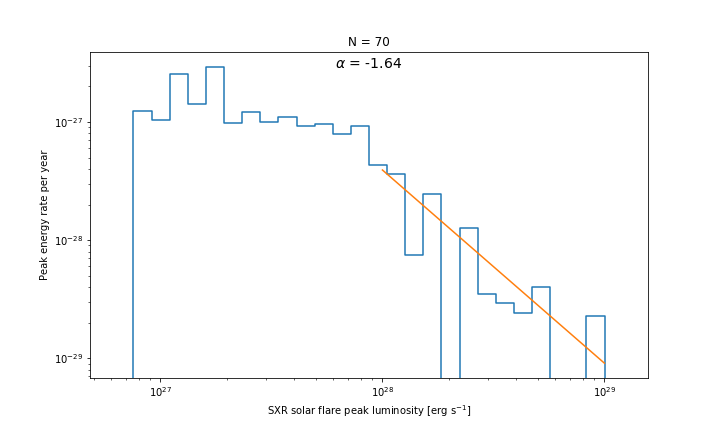 N = 70
α = -1.64
Peak energy rate per year
10⁻²⁷
10⁻²⁸
10⁻²⁹
10²⁷
10²⁸
10²⁹
SXR solar flare peak luminosity [erg s⁻¹]